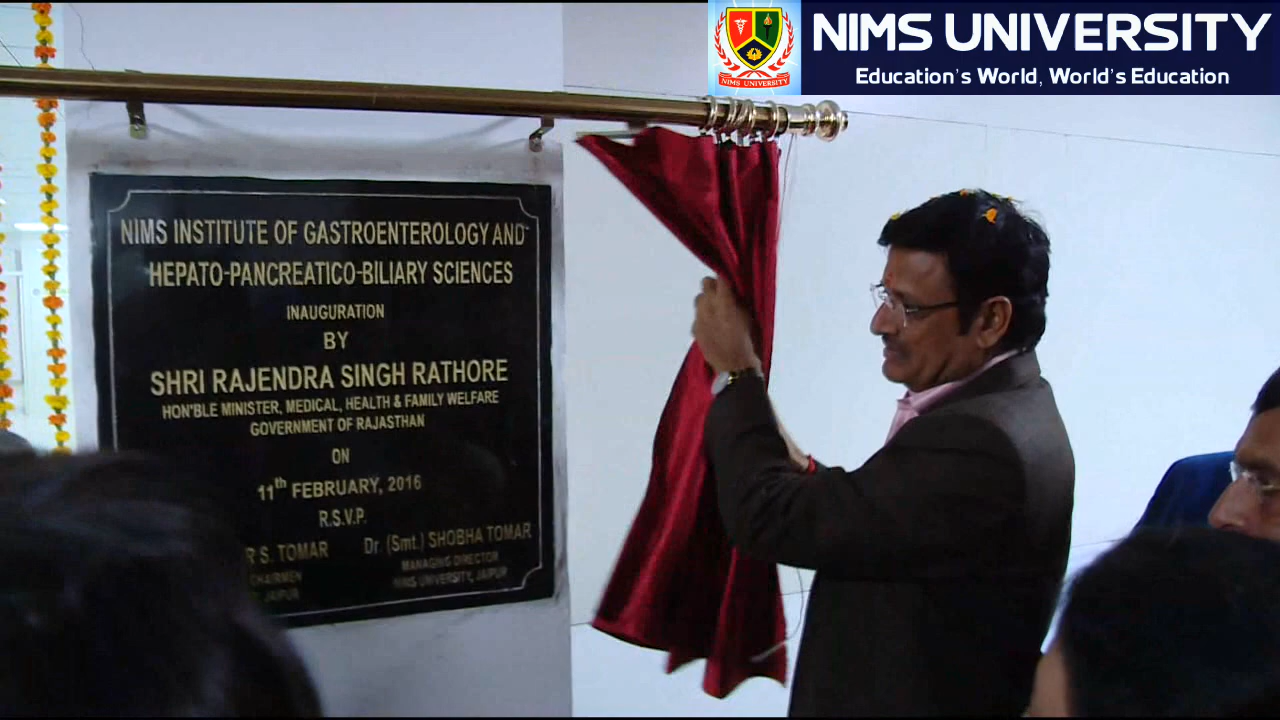 NIMS UNIVERSITY
Education's World, World's Education
NIMS UNIVERSITY
NIMS INSTITUTE OF GASTROENTEROLOGY AND
HEPATO-PANCREATICO-BILIARY SCIENCES
INAUGURATION
BY
SHRI RAJENDRA SINGH RATHORE
HON'BLE MINISTER, MEDICAL, HEALTH & FAMILY WELFARE
GOVERNMENT OF RAJASTHAN
ON
11th FEBRUARY, 2016
R.S.V.P.
R S. TOMAR Dr. (Smt.) SHOBHA TOMAR
CHAIRMEN MANAGING DIRECTOR
JAIPUR NIMS UNIVERSITY, JAIPUR